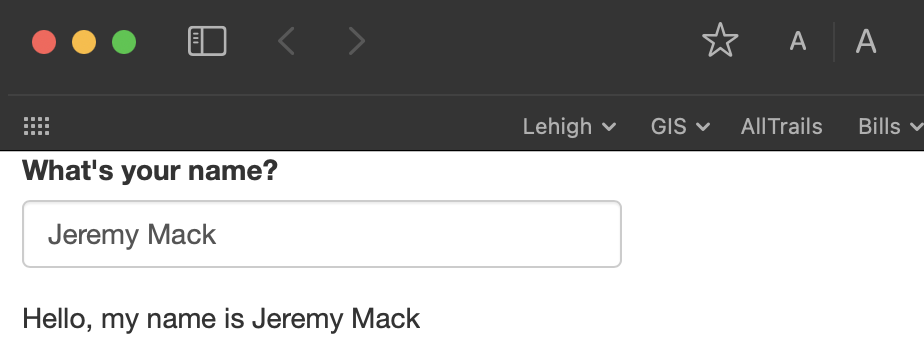 A A
Lehigh GIS AllTrails Bills
What's your name?
Jeremy Mack
Hello, my name is Jeremy Mack